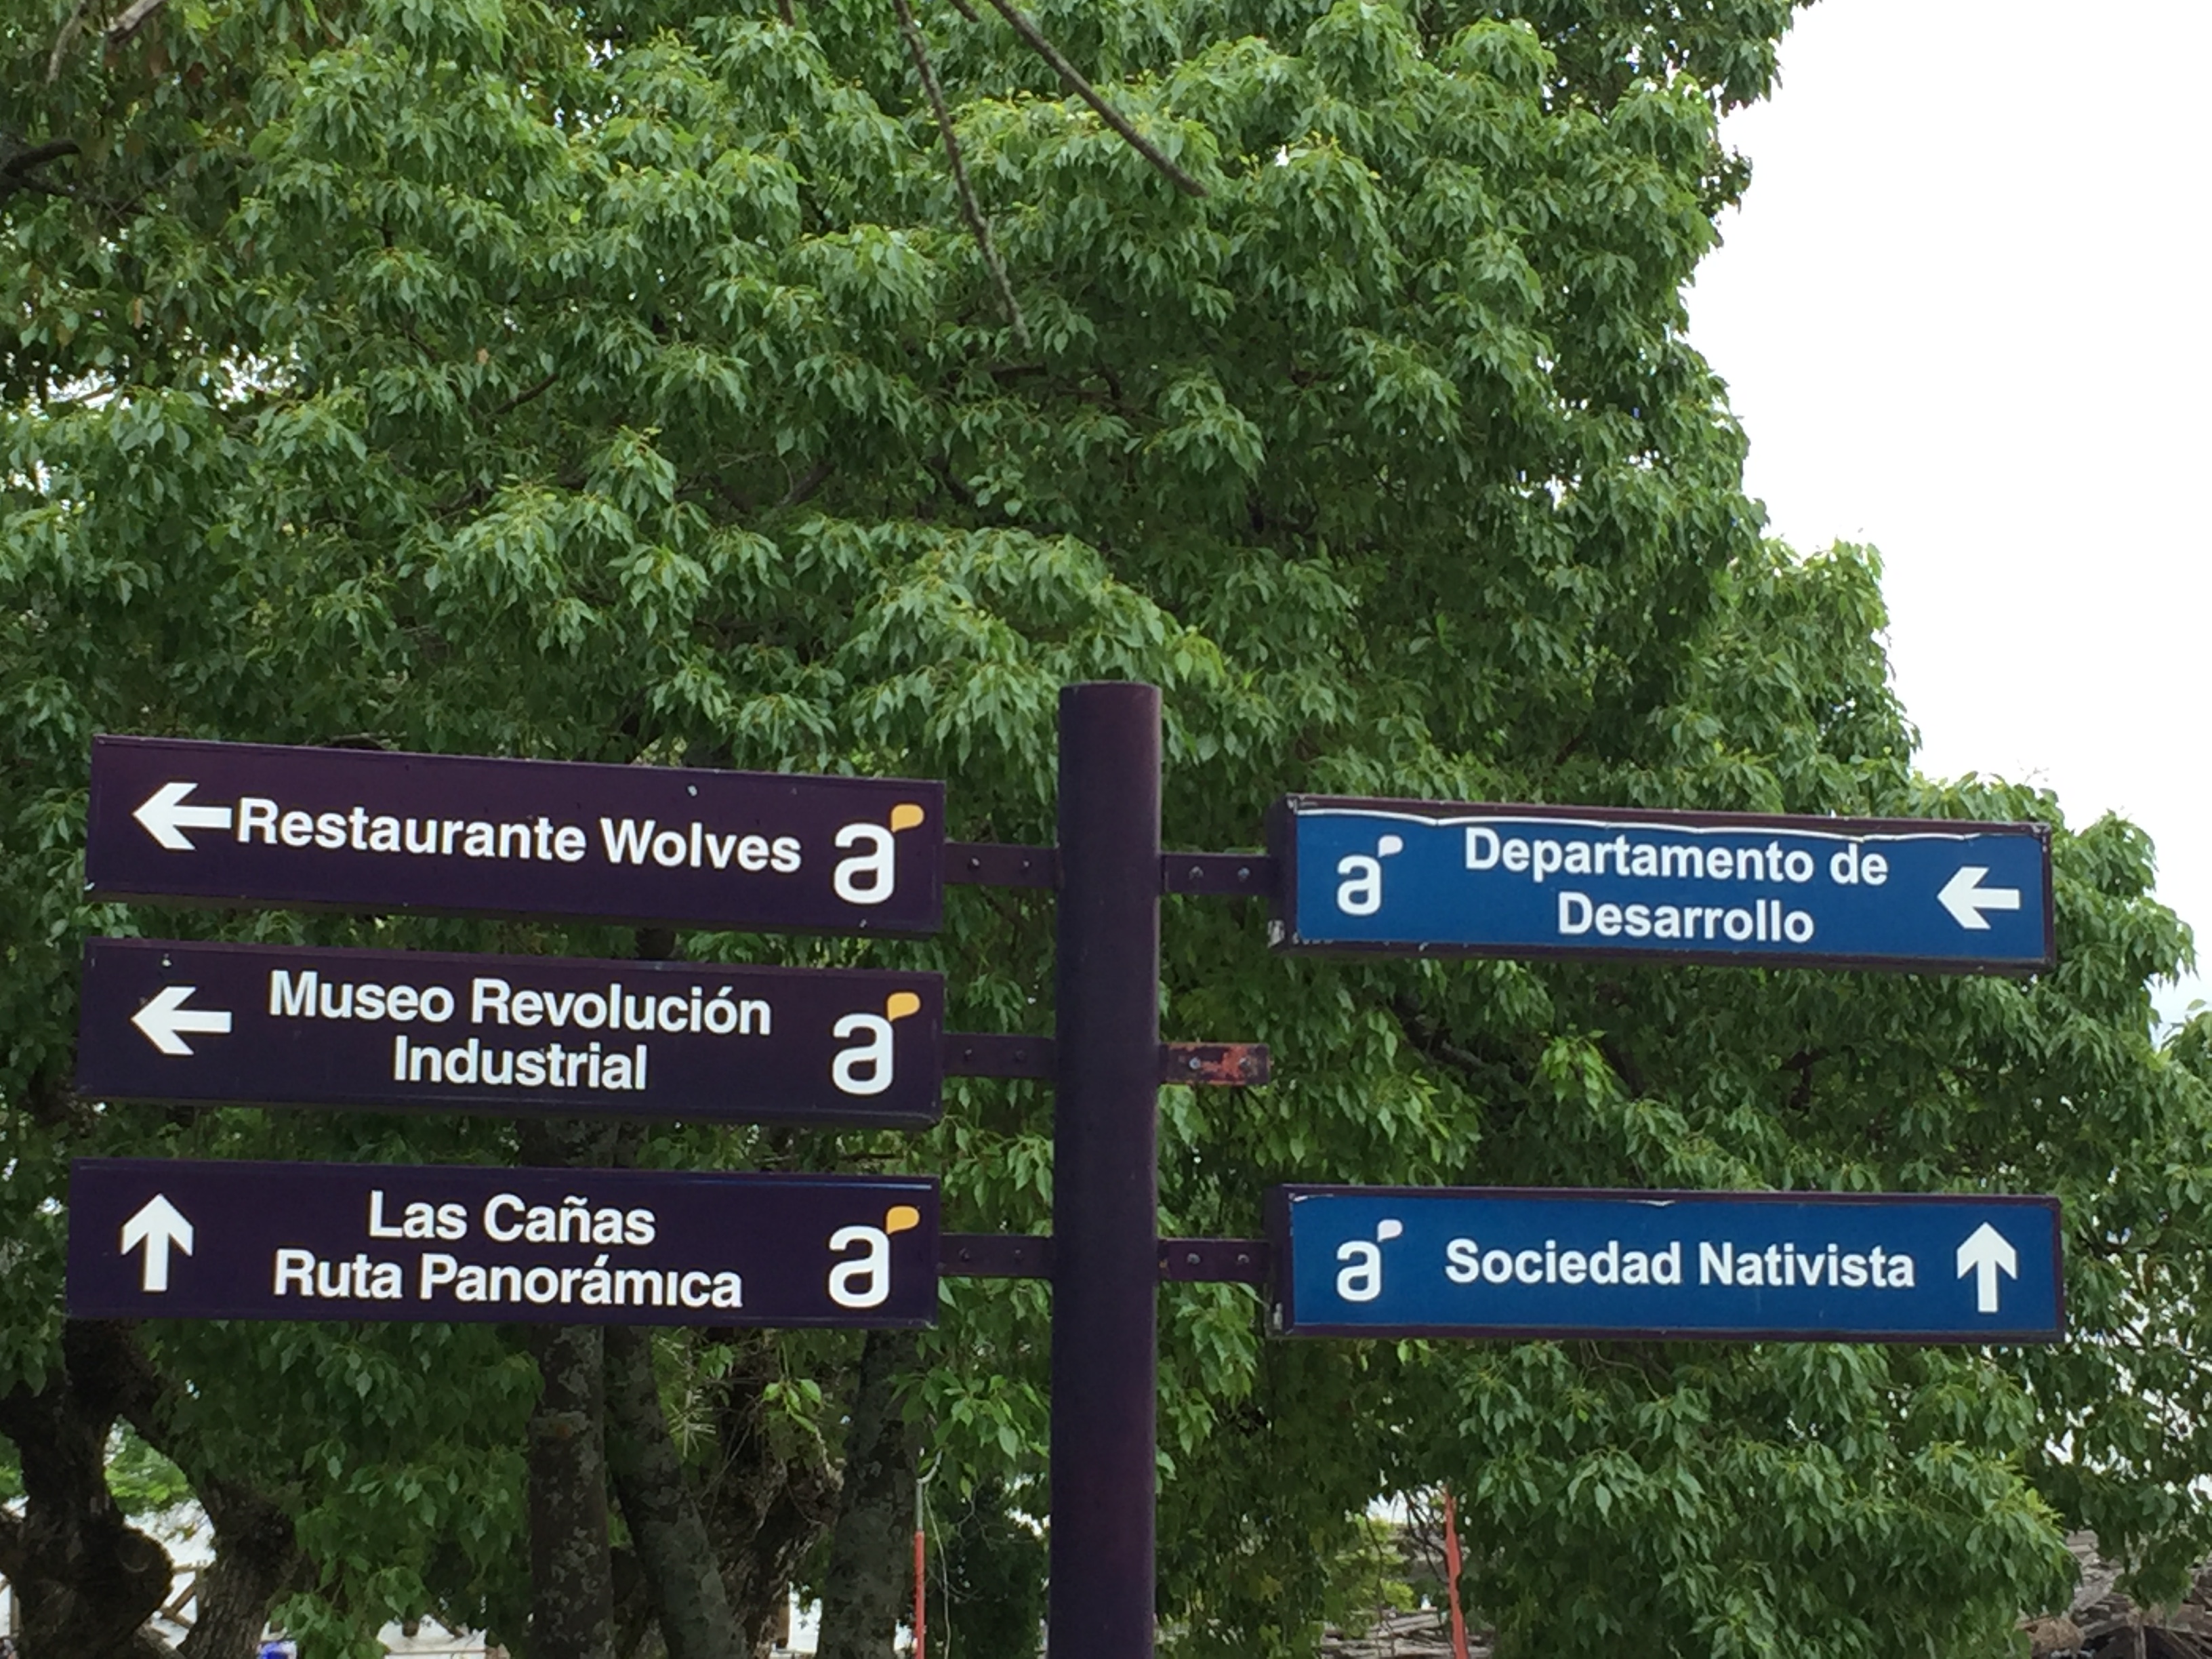 Restaurante Wolves a
Museo Revolución
Industrial
a
Las Cañas
Ruta Panorámica
a
a
Departamento de
Desarrollo
a Sociedad Nativista